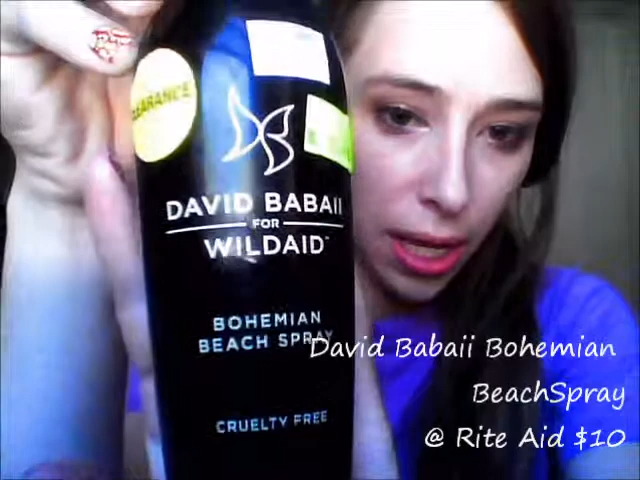 CLEARANCE
DAVID BABAII
FOR
WILDAID
BOHEMIAN
BEACH SPRAY
CRUELTY FREE
David Babaii Bohemian
BeachSpray
@ Rite Aid $10